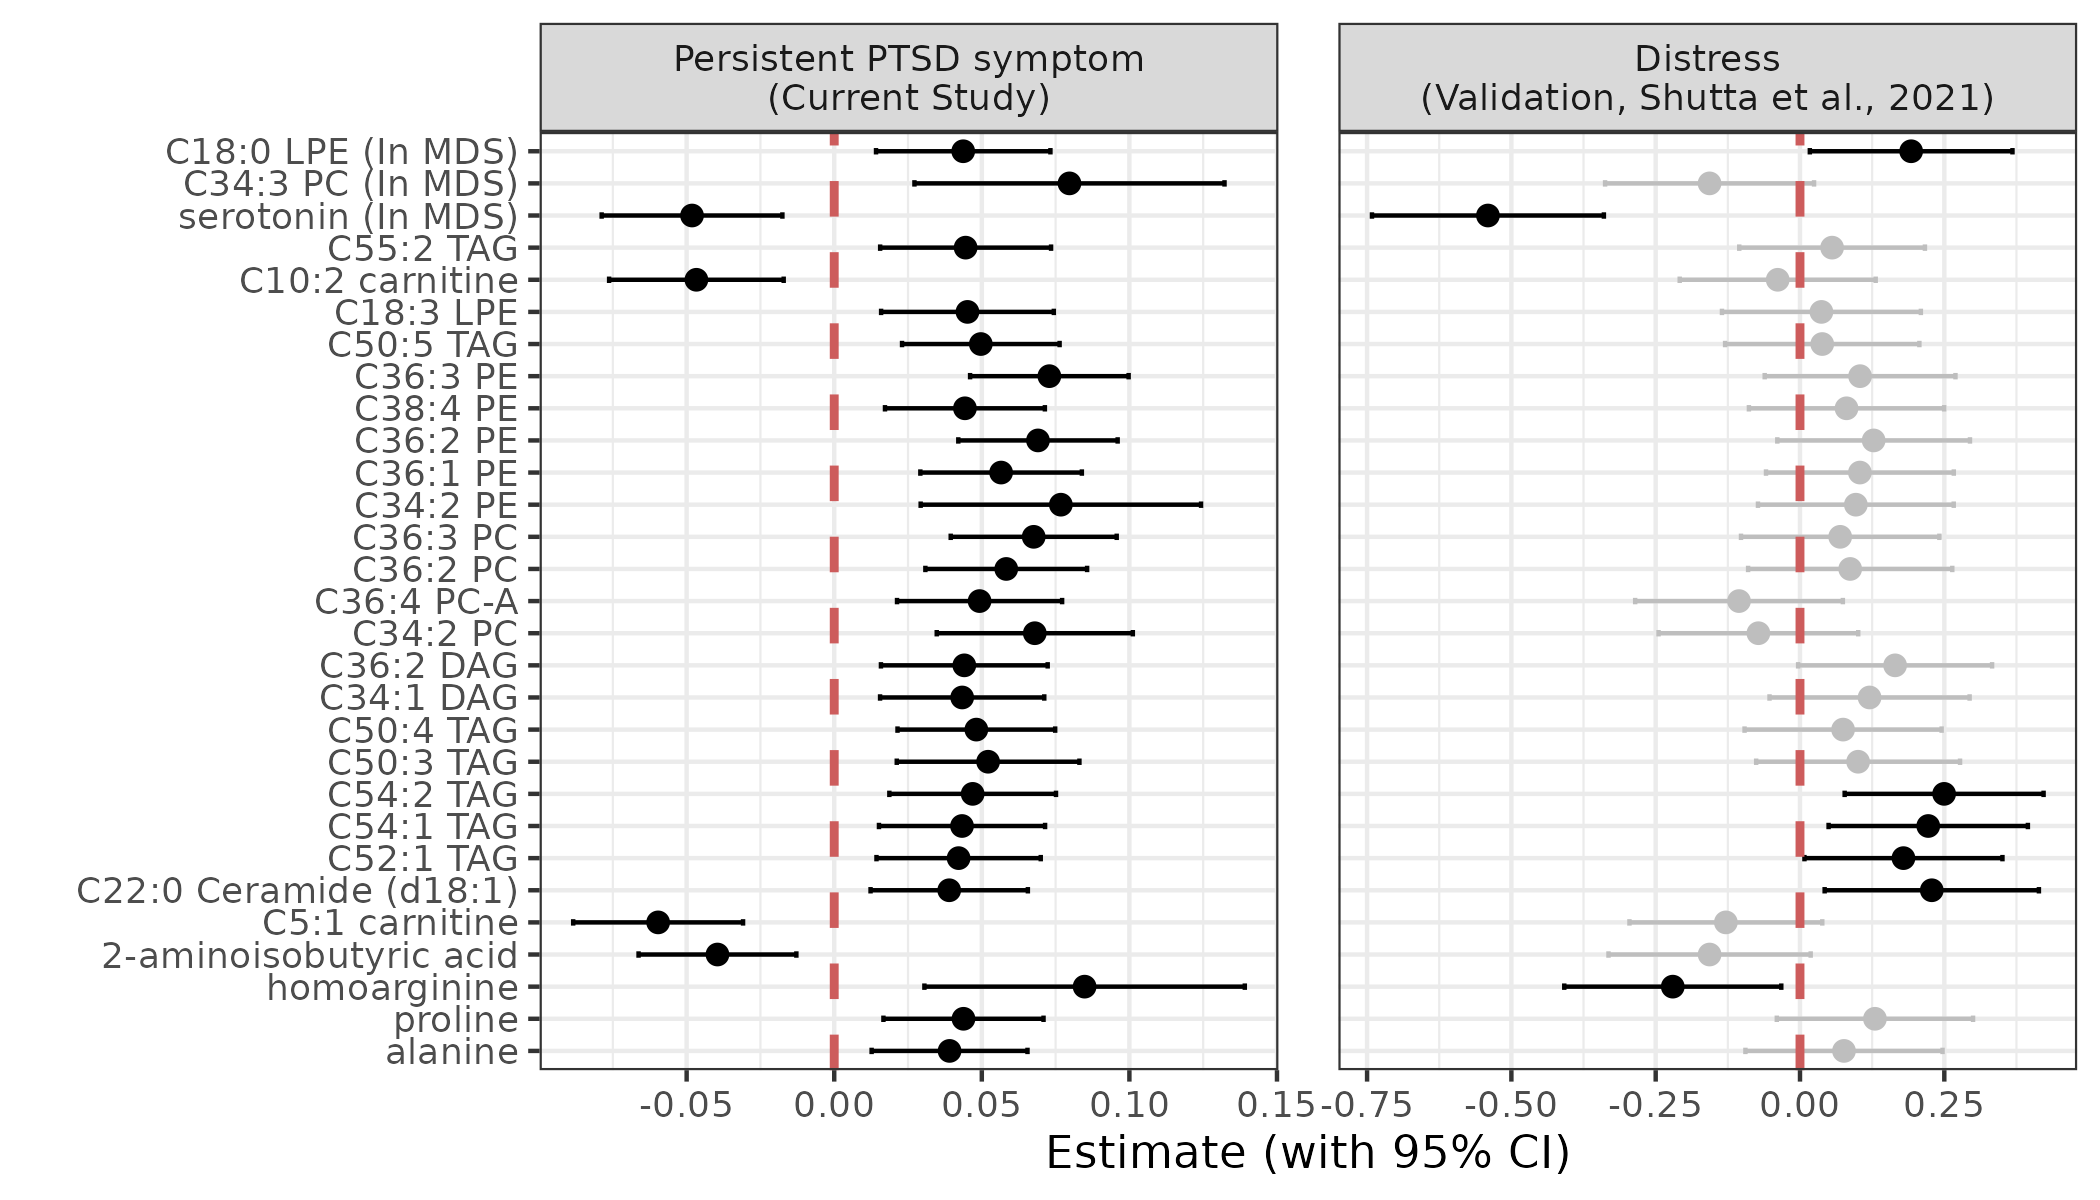 Persistent PTSD symptom
(Current Study)
Distress
(Validation, Shutta et al., 2021)
C18:0 LPE (In MDS)
C34:3 PC (In MDS)
serotonin (In MDS)
C55:2 TAG
C10:2 carnitine
C18:3 LPE
C50:5 TAG
C36:3 PE
C38:4 PE
C36:2 PE
C36:1 PE
C34:2 PE
C36:3 PC
C36:2 PC
C36:4 PC-A
C34:2 PC
C36:2 DAG
C34:1 DAG
C50:4 TAG
C50:3 TAG
C54:2 TAG
C54:1 TAG
C52:1 TAG
C22:0 Ceramide (d18:1)
C5:1 carnitine
2-aminoisobutyric acid
homoarginine
proline
alanine
-0.05 0.00 0.05 0.10 0.15
-0.75 -0.50 -0.25 0.00 0.25
Estimate (with 95% CI)